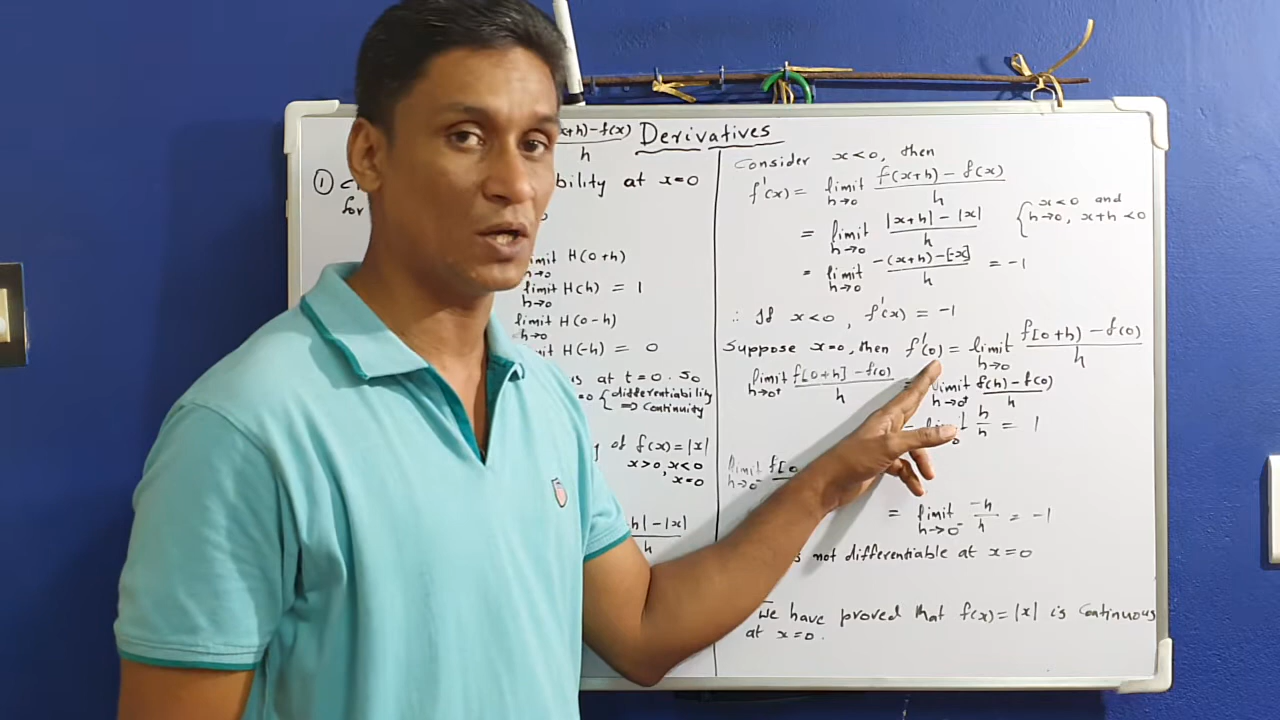 x+h)-f(x)
h
Derivatives
① C bility at x=0
for
limit H(0+h)
h→0
limit H(h) = 1
h→0
limit H(0-h)
h→0
limit H(-h) = 0
is at t=0. So
=0 {differentiability
⇒ Continuity
of f(x)=|x|
x>0, x<0
x=0
h|-|x|
h
Consider x<0, then
f'(x) = limit f(x+h) - f(x)
h→0 h
= limit |x+h| - |x|
h→0 h
{x<0 and
h→0, x+h <0
= limit -(x+h)-[-x] = -1
h→0 h
∴ If x<0, f'(x) = -1
Suppose x=0, then f'(0) = limit f[0+h) - f(0)
h→0 h
limit f[0+h] - f(0) = limit f(h) - f(0)
h→0⁺ h h→0⁺ h
h/h = 1
limit f[0
h→0⁻
= limit -h/h = -1
h→0⁻
not differentiable at x=0
We have proved that f(x)=|x| is Continuous
at x=0.